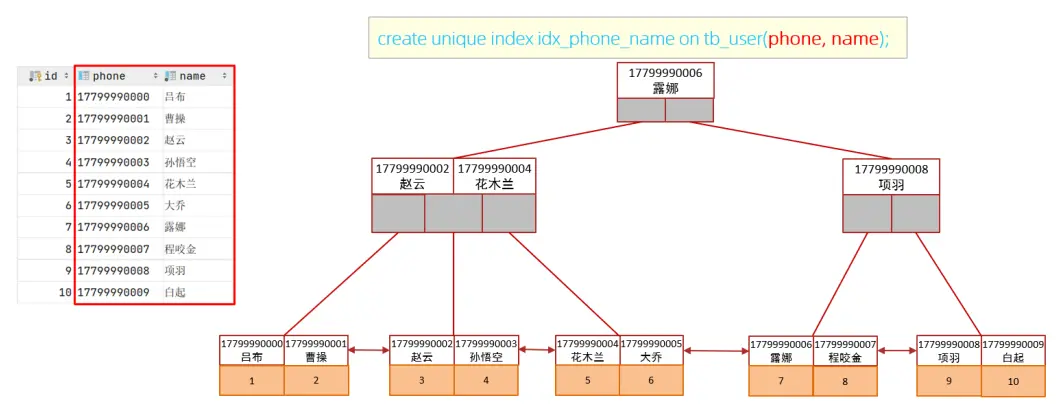 create unique index idx_phone_name on tb_user(phone, name);
id phone name
1 17799990000 吕布
2 17799990001 曹操
3 17799990002 赵云
4 17799990003 孙悟空
5 17799990004 花木兰
6 17799990005 大乔
7 17799990006 露娜
8 17799990007 程咬金
9 17799990008 项羽
10 17799990009 白起
17799990006
露娜
17799990002 17799990004
赵云 花木兰
17799990008
项羽
17799990000 17799990001 17799990002 17799990003 17799990004 17799990005 17799990006 17799990007 17799990008 17799990009
吕布 曹操 赵云 孙悟空 花木兰 大乔 露娜 程咬金 项羽 白起
1 2 3 4 5 6 7 8 9 10